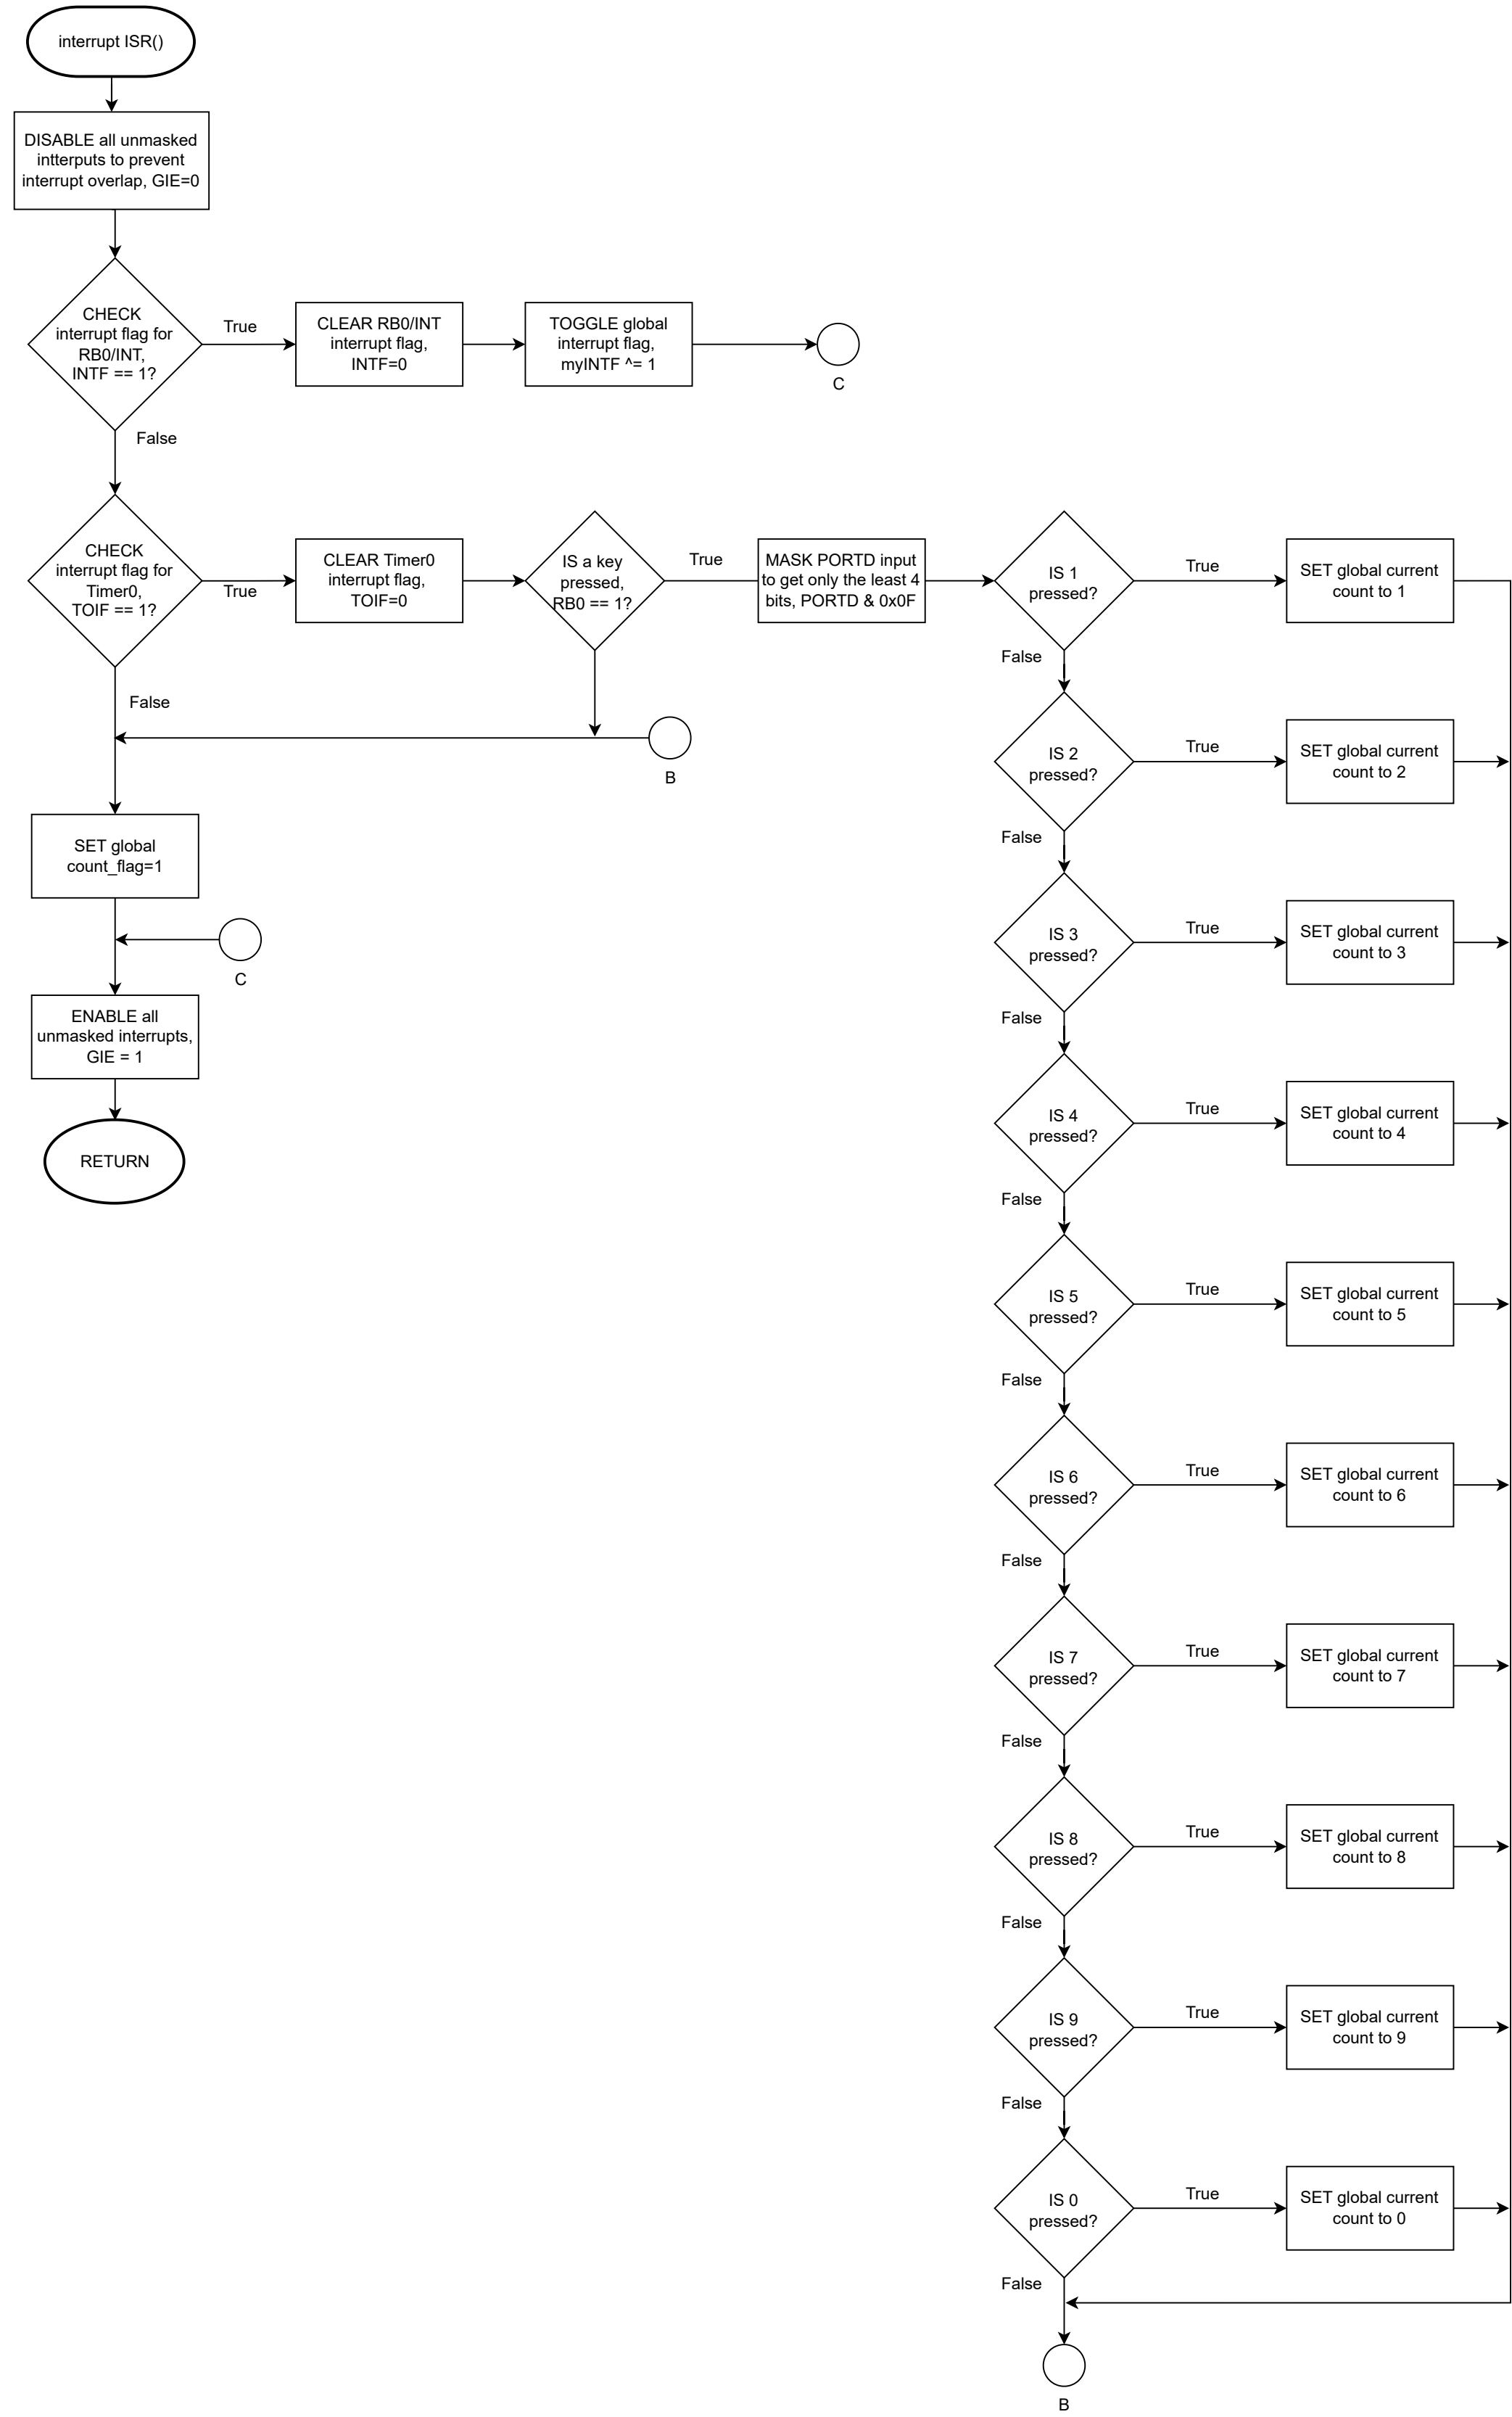 interrupt ISR()
DISABLE all unmasked
intterputs to prevent
interrupt overlap, GIE=0
CHECK
interrupt flag for
RB0/INT,
INTF == 1?
True
CLEAR RB0/INT
interrupt flag,
INTF=0
TOGGLE global
interrupt flag,
myINTF ^= 1
C
False
CHECK
interrupt flag for
Timer0,
TOIF == 1?
True
CLEAR Timer0
interrupt flag,
TOIF=0
IS a key
pressed,
RB0 == 1?
True
MASK PORTD input
to get only the least 4
bits, PORTD & 0x0F
IS 1
pressed?
True
SET global current
count to 1
False
False
B
IS 2
pressed?
True
SET global current
count to 2
False
SET global
count_flag=1
C
IS 3
pressed?
True
SET global current
count to 3
False
ENABLE all
unmasked interrupts,
GIE = 1
RETURN
IS 4
pressed?
True
SET global current
count to 4
False
IS 5
pressed?
True
SET global current
count to 5
False
IS 6
pressed?
True
SET global current
count to 6
False
IS 7
pressed?
True
SET global current
count to 7
False
IS 8
pressed?
True
SET global current
count to 8
False
IS 9
pressed?
True
SET global current
count to 9
False
IS 0
pressed?
True
SET global current
count to 0
False
B